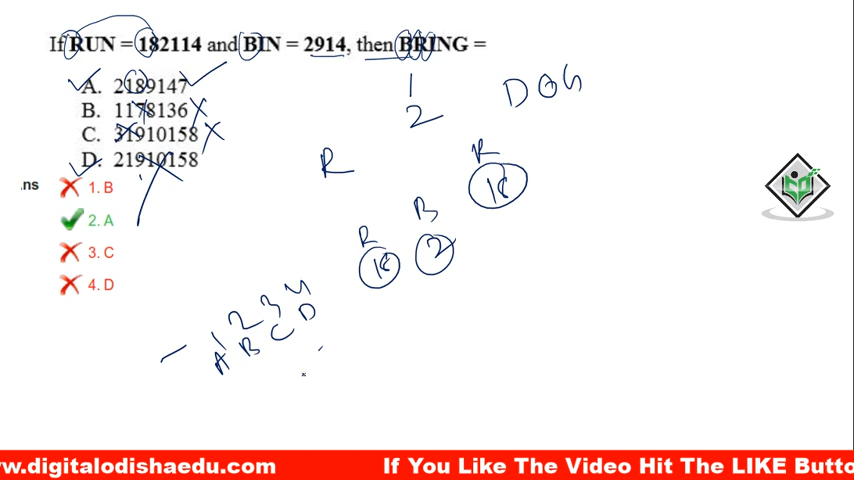 If RUN = 182114 and BIN = 2914, then BRING =
A. 2189147
B. 1178136
C. 31910158
D. 21910158
ns
1. B
2. A
3. C
4. D
1
2
DOG
R
R
18
B
2
R
18
1 2 3 4
A B C D
w.digitalodishaedu.com If You Like The Video Hit The LIKE Butto